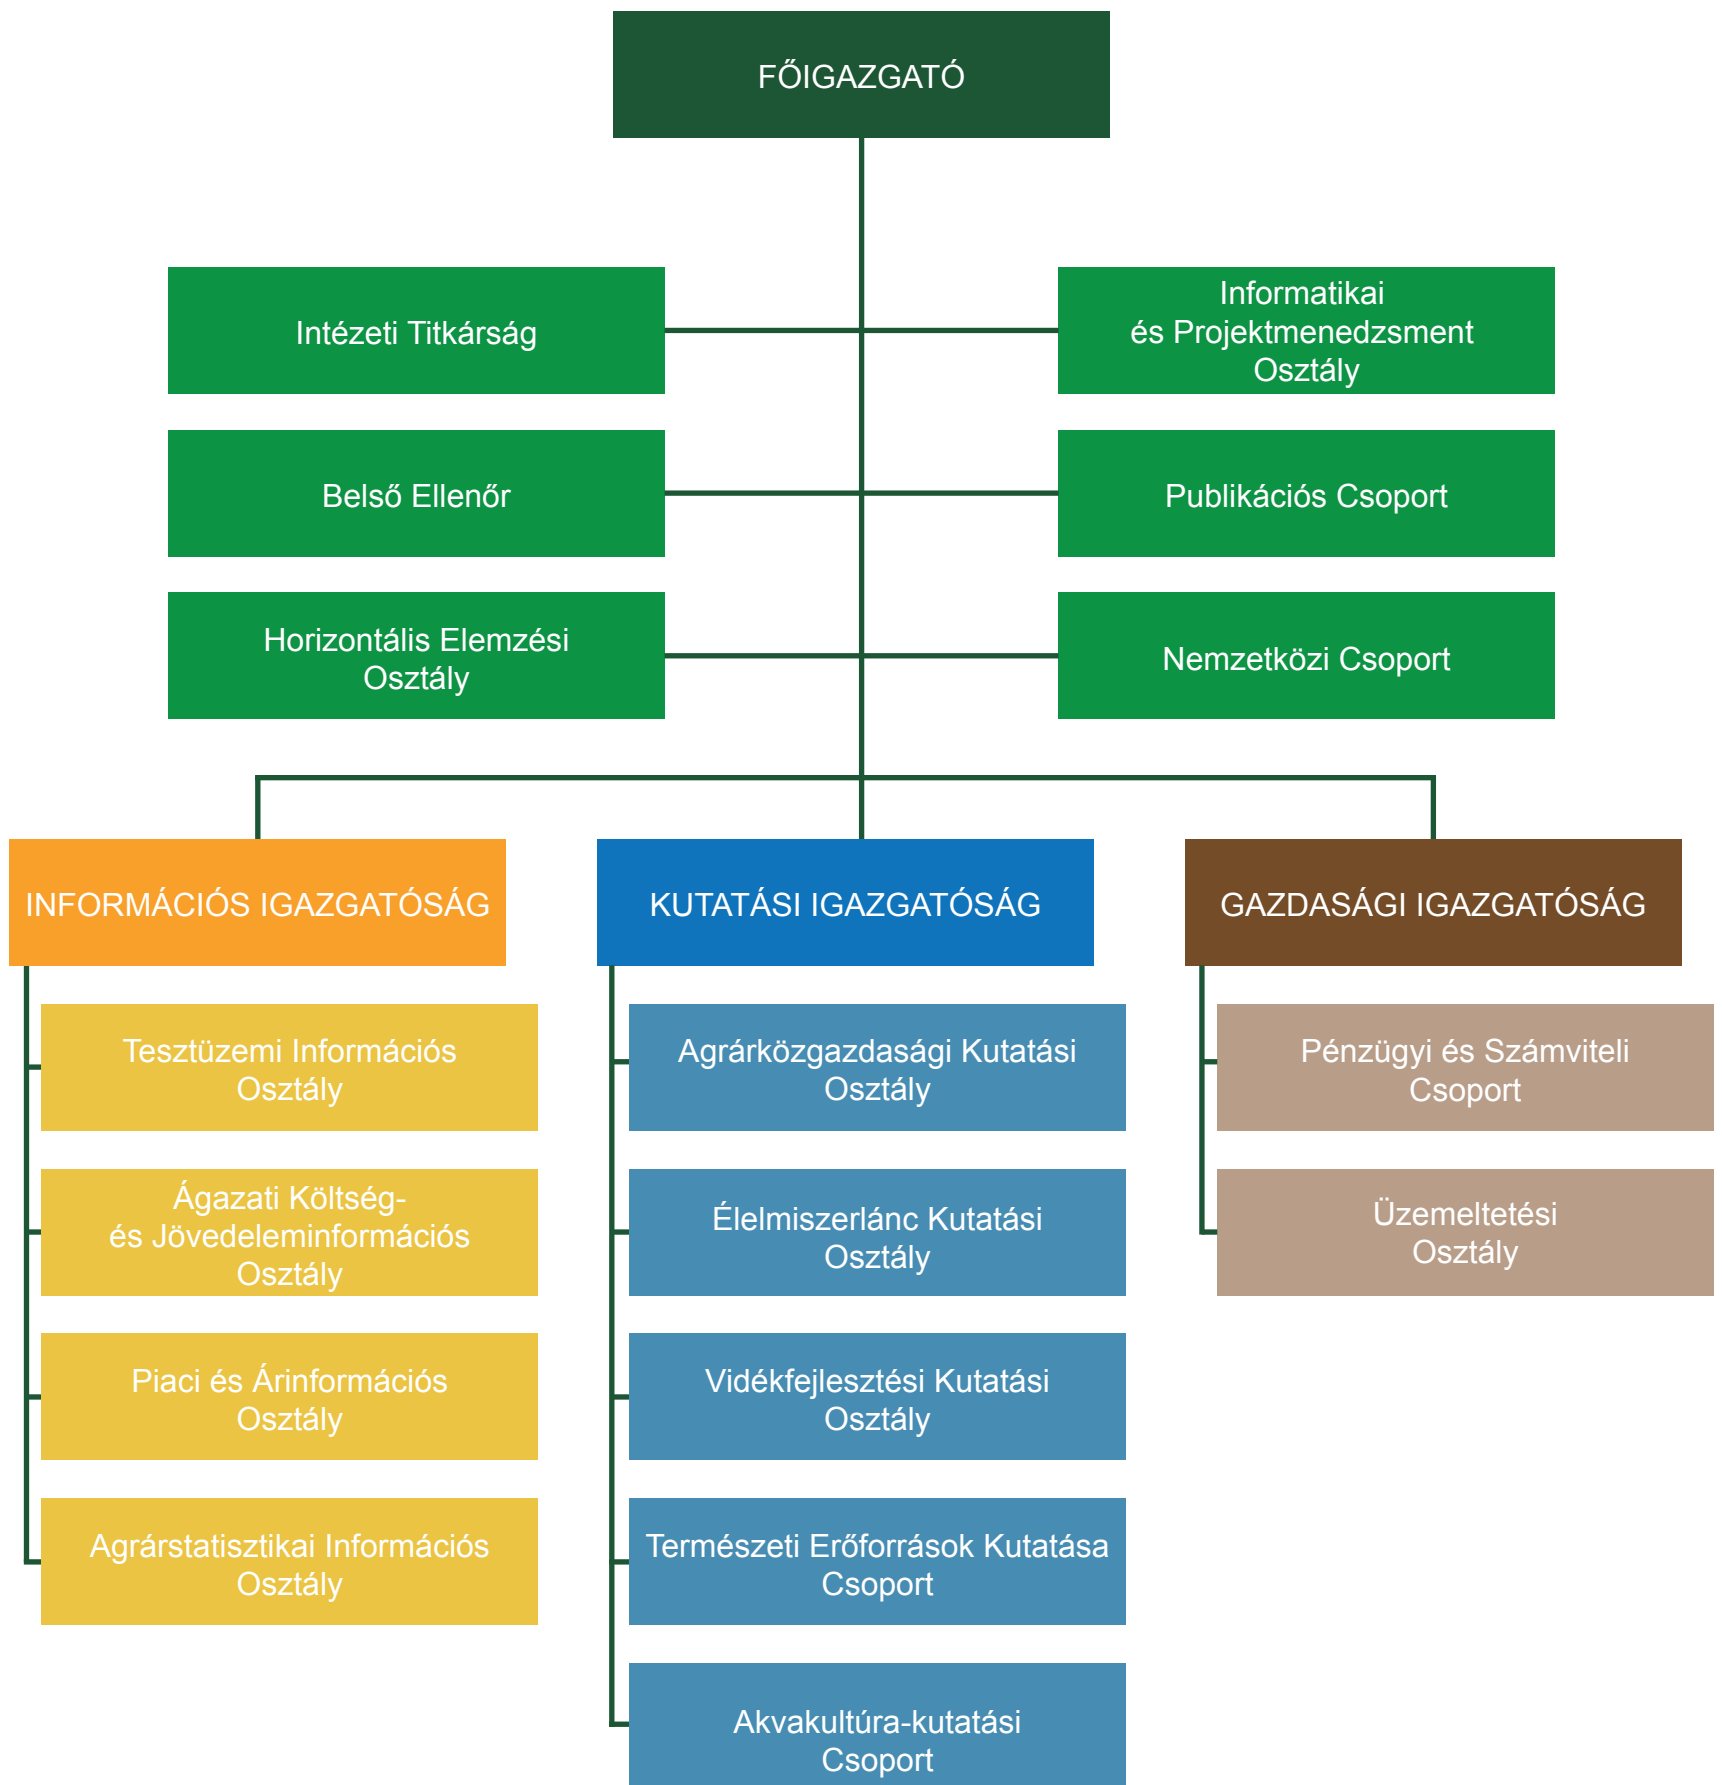 FŐIGAZGATÓ
Intézeti Titkárság
Informatikai
és Projektmenedzsment
Osztály
Belső Ellenőr
Publikációs Csoport
Horizontális Elemzési
Osztály
Nemzetközi Csoport
INFORMÁCIÓS IGAZGATÓSÁG
Tesztüzemi Információs
Osztály
Ágazati Költség-
és Jövedeleminformációs
Osztály
Piaci és Árinformációs
Osztály
Agrárstatisztikai Információs
Osztály
KUTATÁSI IGAZGATÓSÁG
Agrárközgazdasági Kutatási
Osztály
Élelmiszerlánc Kutatási
Osztály
Vidékfejlesztési Kutatási
Osztály
Természeti Erőforrások Kutatása
Csoport
Akvakultúra-kutatási
Csoport
GAZDASÁGI IGAZGATÓSÁG
Pénzügyi és Számviteli
Csoport
Üzemeltetési
Osztály